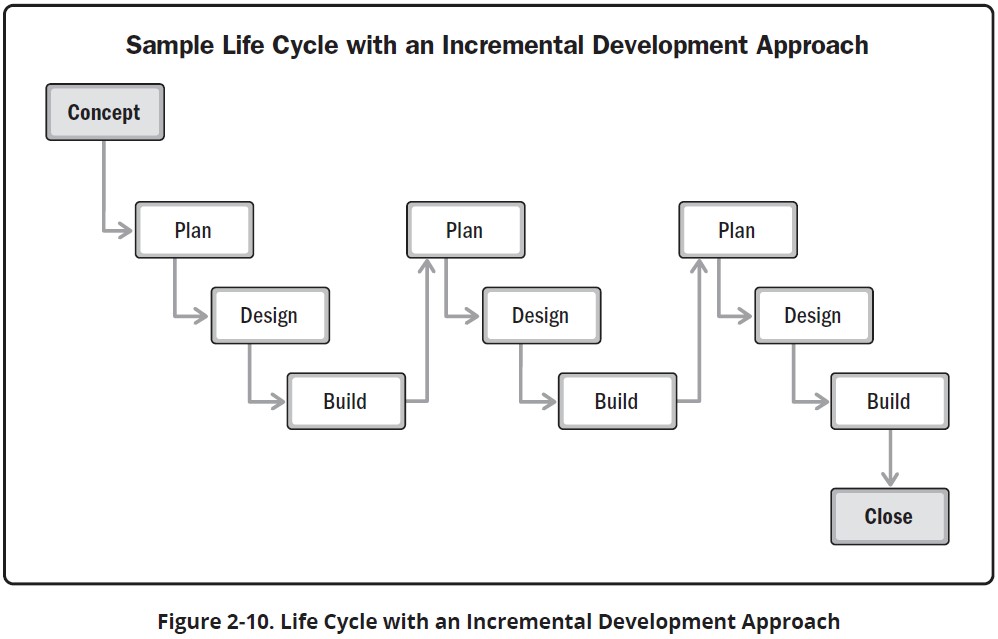 Sample Life Cycle with an Incremental Development Approach
Concept
Plan
Plan
Plan
Design
Design
Design
Build
Build
Build
Close
Figure 2-10. Life Cycle with an Incremental Development Approach